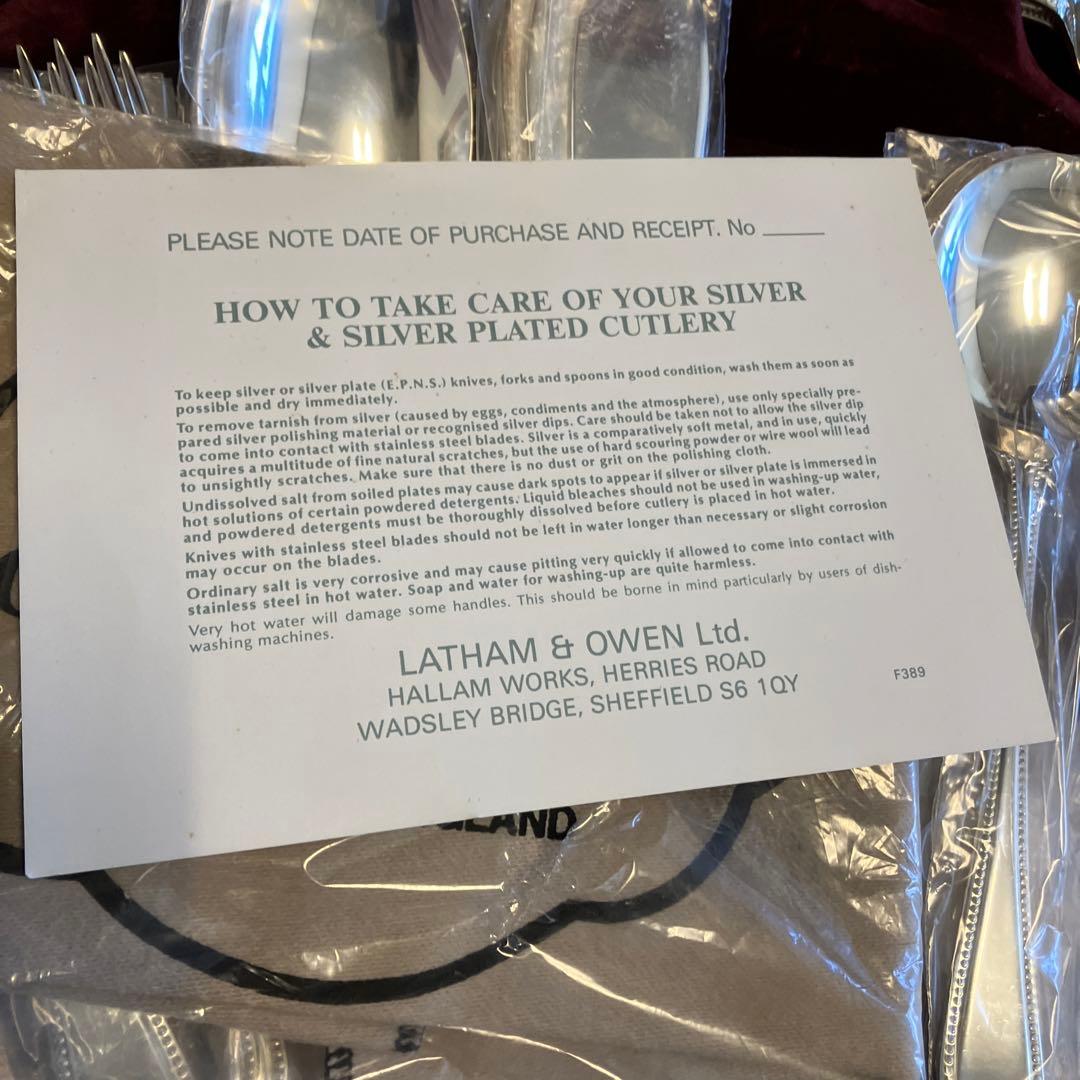 PLEASE NOTE DATE OF PURCHASE AND RECEIPT. No
HOW TO TAKE CARE OF YOUR SILVER
& SILVER PLATED CUTLERY
To keep silver or silver plate (E.P.N.S.) knives, forks and spoons in good condition, wash them as soon as
possible and dry immediately.
To remove tarnish from silver (caused by eggs, condiments and the atmosphere), use only specially pre-
pared silver polishing material or recognised silver dips. Care should be taken not to allow the silver dip
to come into contact with stainless steel blades. Silver is a comparatively soft metal, and in use, quickly
acquires a multitude of fine natural scratches, but the use of hard scouring powder or wire wool will lead
to unsightly scratches. Make sure that there is no dust or grit on the polishing cloth.
Undissolved salt from soiled plates may cause dark spots to appear if silver or silver plate is immersed in
hot solutions of certain powdered detergents. Liquid bleaches should not be used in washing-up water,
and powdered detergents must be thoroughly dissolved before cutlery is placed in hot water.
Knives with stainless steel blades should not be left in water longer than necessary or slight corrosion
may occur on the blades.
Ordinary salt is very corrosive and may cause pitting very quickly if allowed to come into contact with
stainless steel in hot water. Soap and water for washing-up are quite harmless.
Very hot water will damage some handles. This should be borne in mind particularly by users of dish-
washing machines.
LATHAM & OWEN Ltd.
HALLAM WORKS, HERRIES ROAD
WADSLEY BRIDGE, SHEFFIELD S6 1QY
F389